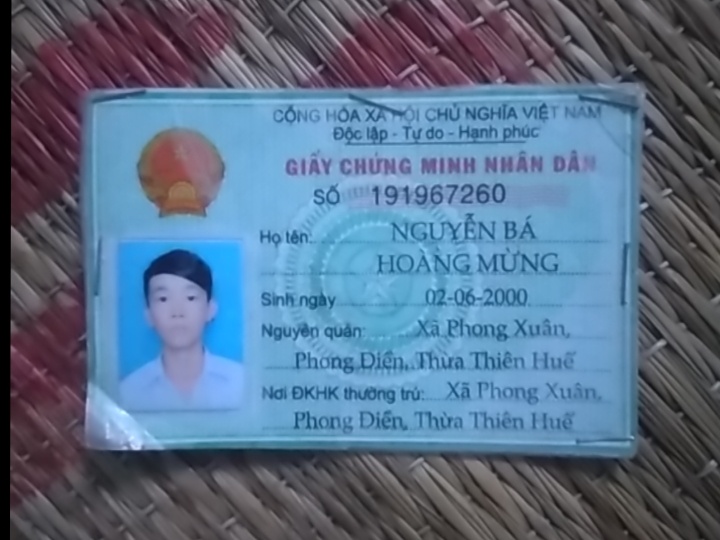 CỘNG HÒA XÃ HỘI CHỦ NGHĨA VIỆT NAM
Độc lập - Tự do - Hạnh phúc
GIẤY CHỨNG MINH NHÂN DÂN
SỐ 191967260
Họ tên: NGUYỄN BÁ
HOÀNG MỪNG
Sinh ngày 02-06-2000
Nguyên quán: Xã Phong Xuân,
Phong Điền, Thừa Thiên Huế
Nơi ĐKHK thường trú: Xã Phong Xuân,
Phong Điền, Thừa Thiên Huế